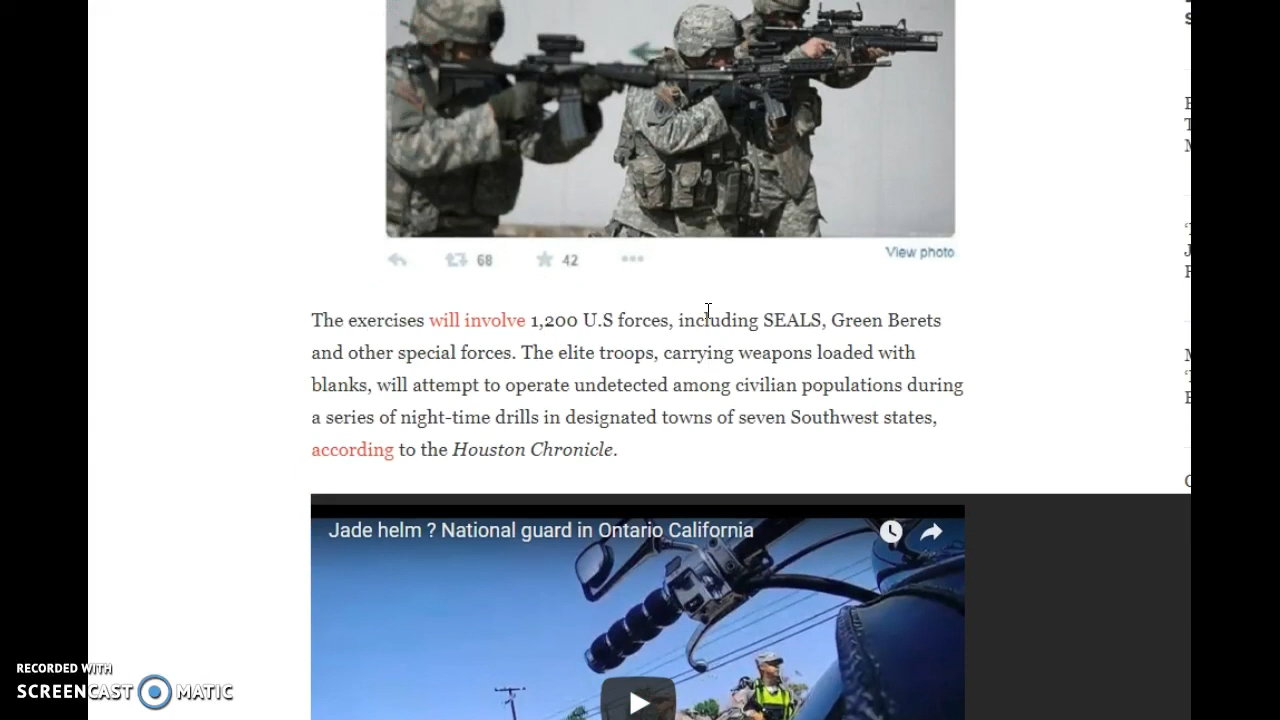 S
68
42
View photo
E
T
M
The exercises will involve 1,200 U.S forces, including SEALS, Green Berets
and other special forces. The elite troops, carrying weapons loaded with
blanks, will attempt to operate undetected among civilian populations during
a series of night-time drills in designated towns of seven Southwest states,
according to the Houston Chronicle.
Jade helm ? National guard in Ontario California
RECORDED WITH
SCREENCAST MATIC